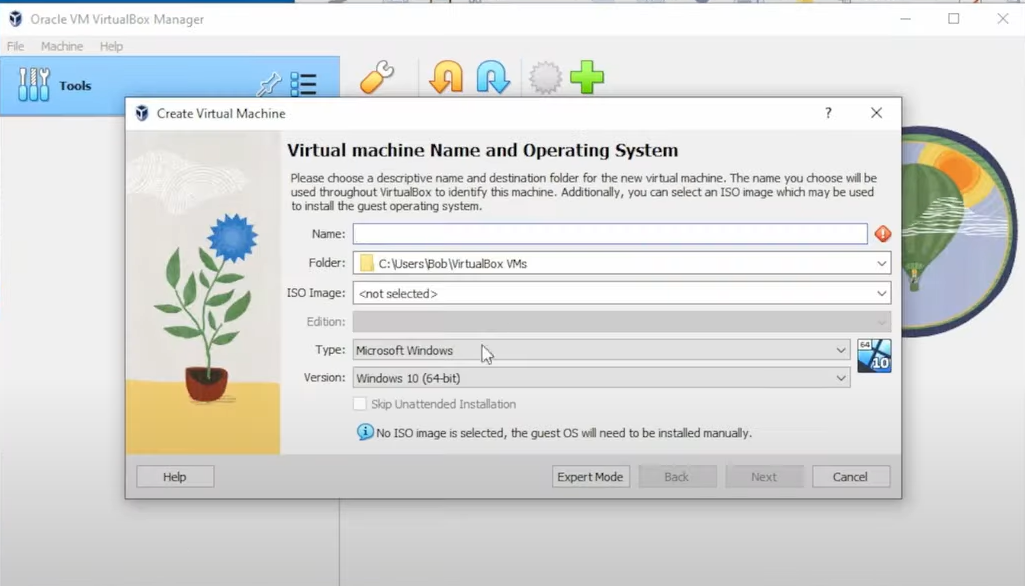 Oracle VM VirtualBox Manager
File Machine Help
Tools
Create Virtual Machine
?
Virtual machine Name and Operating System
Please choose a descriptive name and destination folder for the new virtual machine. The name you choose will be
used throughout VirtualBox to identify this machine. Additionally, you can select an ISO image which may be used
to install the guest operating system.
Name:
Folder: C:\Users\Bob\VirtualBox VMs
ISO Image: <not selected>
Edition:
Type: Microsoft Windows
64
10
Version: Windows 10 (64-bit)
Skip Unattended Installation
No ISO image is selected, the guest OS will need to be installed manually.
Help Expert Mode Back Next Cancel